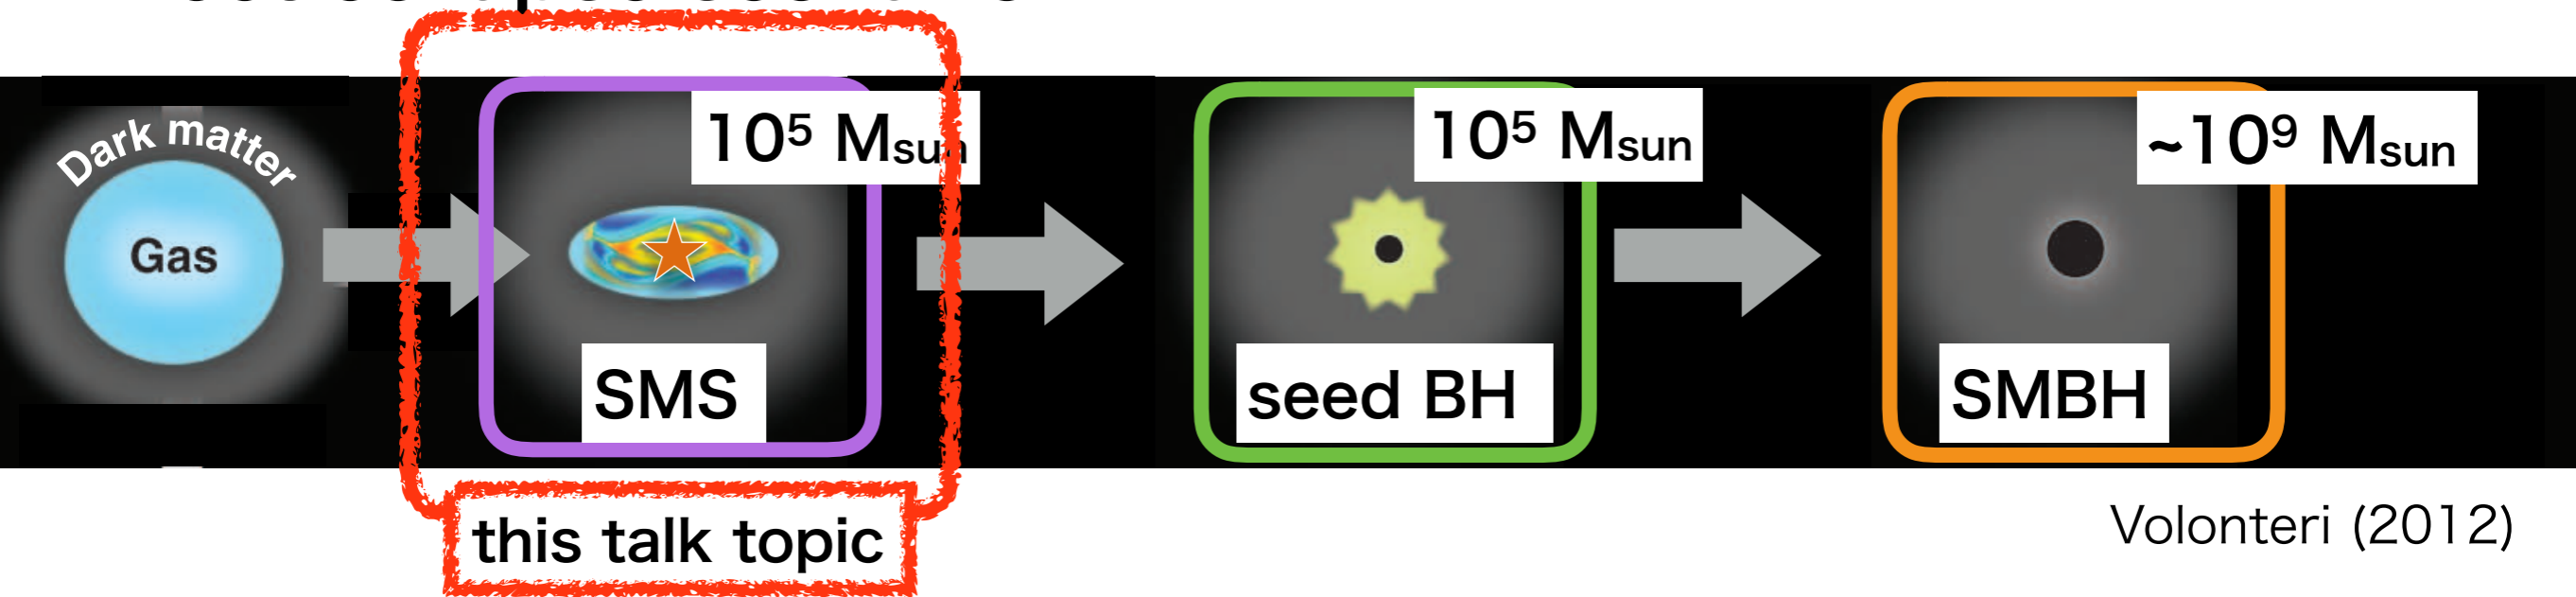 Dark matter
Gas
10⁵ Msun
SMS
10⁵ Msun
seed BH
~10⁹ Msun
SMBH
this talk topic
Volonteri (2012)